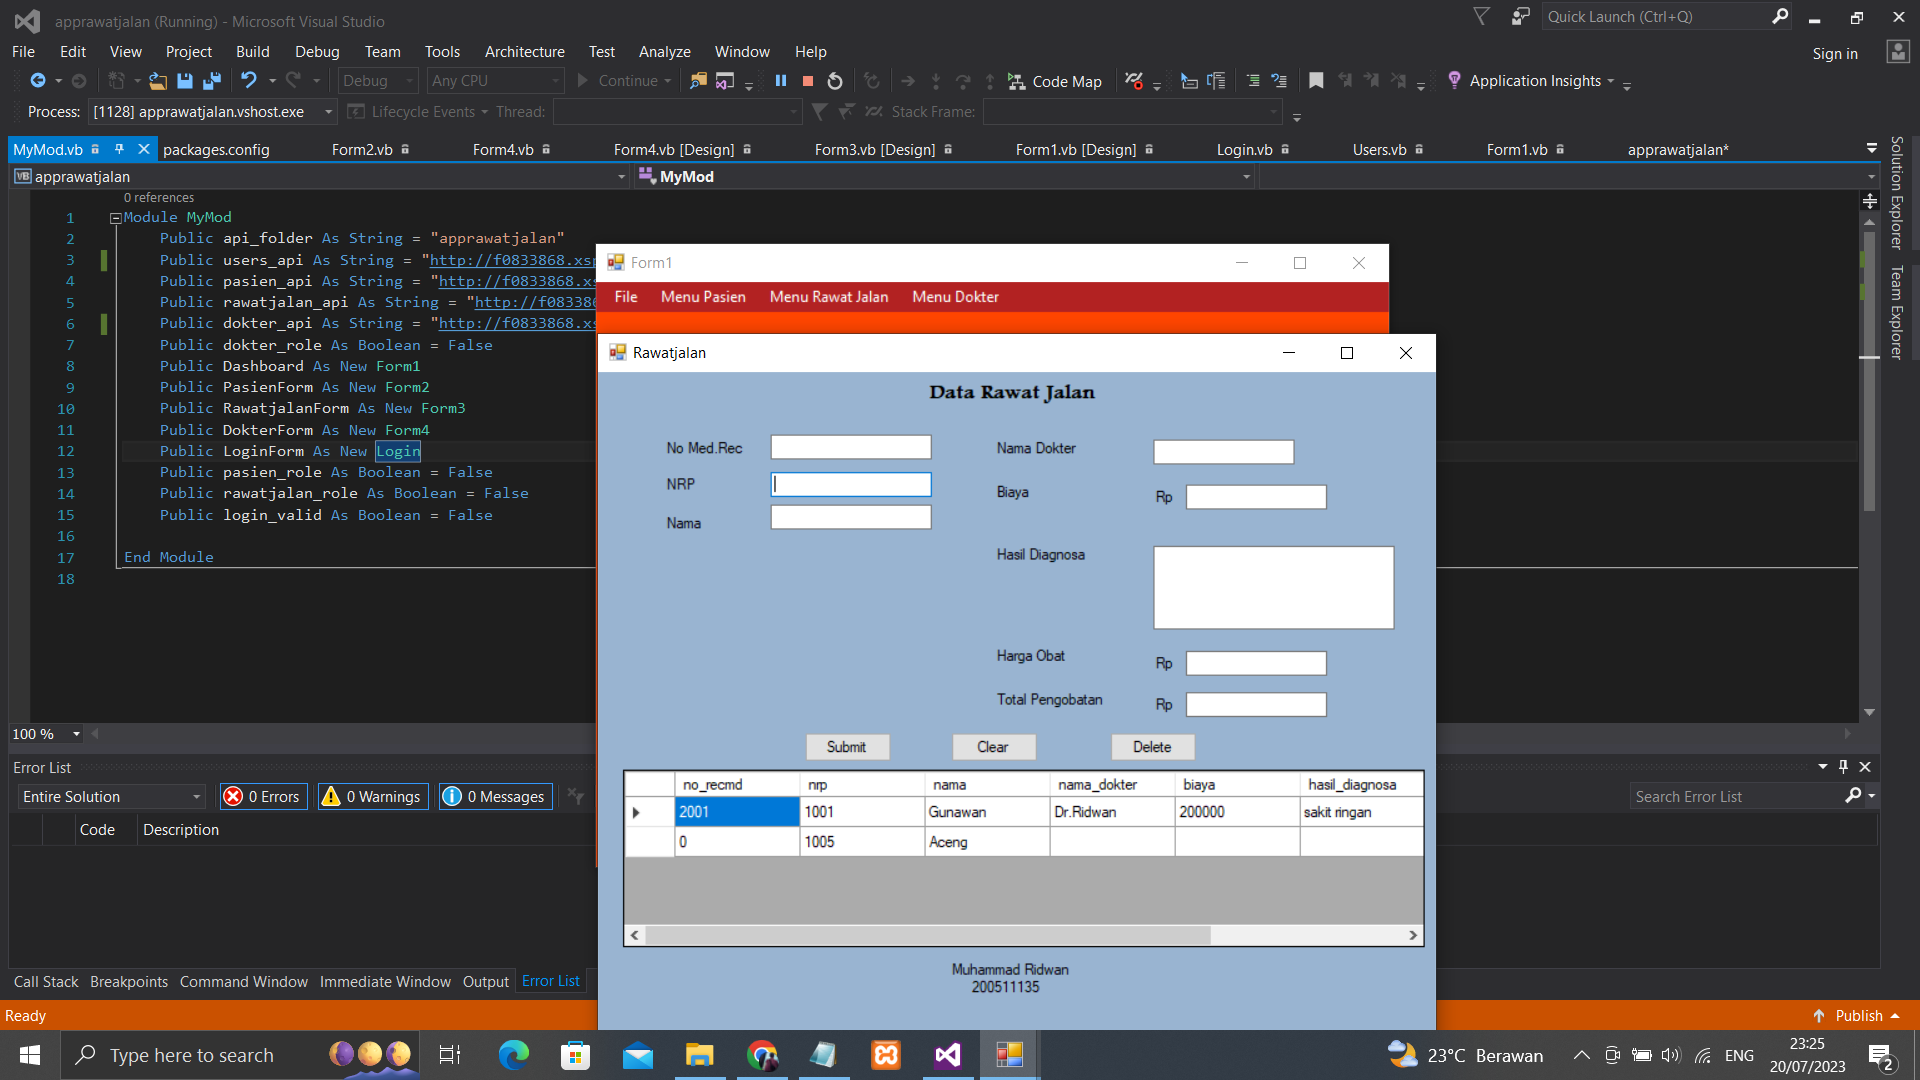 apprawatjalan (Running) - Microsoft Visual Studio
Quick Launch (Ctrl+Q)
File Edit View Project Build Debug Team Tools Architecture Test Analyze Window Help
Sign in
Debug Any CPU Continue Code Map Application Insights
Process: [1128] apprawatjalan.vshost.exe Lifecycle Events Thread: Stack Frame:
MyMod.vb packages.config Form2.vb Form4.vb Form4.vb [Design] Form3.vb [Design] Form1.vb [Design] Login.vb Users.vb Form1.vb apprawatjalan*
apprawatjalan MyMod
Solution Explorer
Team Explorer
0 references
1 Module MyMod
2 Public api_folder As String = "apprawatjalan"
3 Public users_api As String = "http://f0833868.xsp
4 Public pasien_api As String = "http://f0833868.xs
5 Public rawatjalan_api As String = "http://f083386
6 Public dokter_api As String = "http://f0833868.xs
7 Public dokter_role As Boolean = False
8 Public Dashboard As New Form1
9 Public PasienForm As New Form2
10 Public RawatjalanForm As New Form3
11 Public DokterForm As New Form4
12 Public LoginForm As New Login
13 Public pasien_role As Boolean = False
14 Public rawatjalan_role As Boolean = False
15 Public login_valid As Boolean = False
16
17 End Module
18
Form1
File Menu Pasien Menu Rawat Jalan Menu Dokter
Rawatjalan
Data Rawat Jalan
No Med.Rec
NRP
Nama
Nama Dokter
Biaya Rp
Hasil Diagnosa
Harga Obat Rp
Total Pengobatan Rp
Submit Clear Delete
no_recmd nrp nama nama_dokter biaya hasil_diagnosa
2001 1001 Gunawan Dr.Ridwan 200000 sakit ringan
0 1005 Aceng
Muhammad Ridwan
200511135
100 %
Error List
Entire Solution 0 Errors 0 Warnings 0 Messages
Search Error List
Code Description
Call Stack Breakpoints Command Window Immediate Window Output Error List
Ready
Publish
Type here to search
23°C Berawan
ENG
23:25
20/07/2023
2